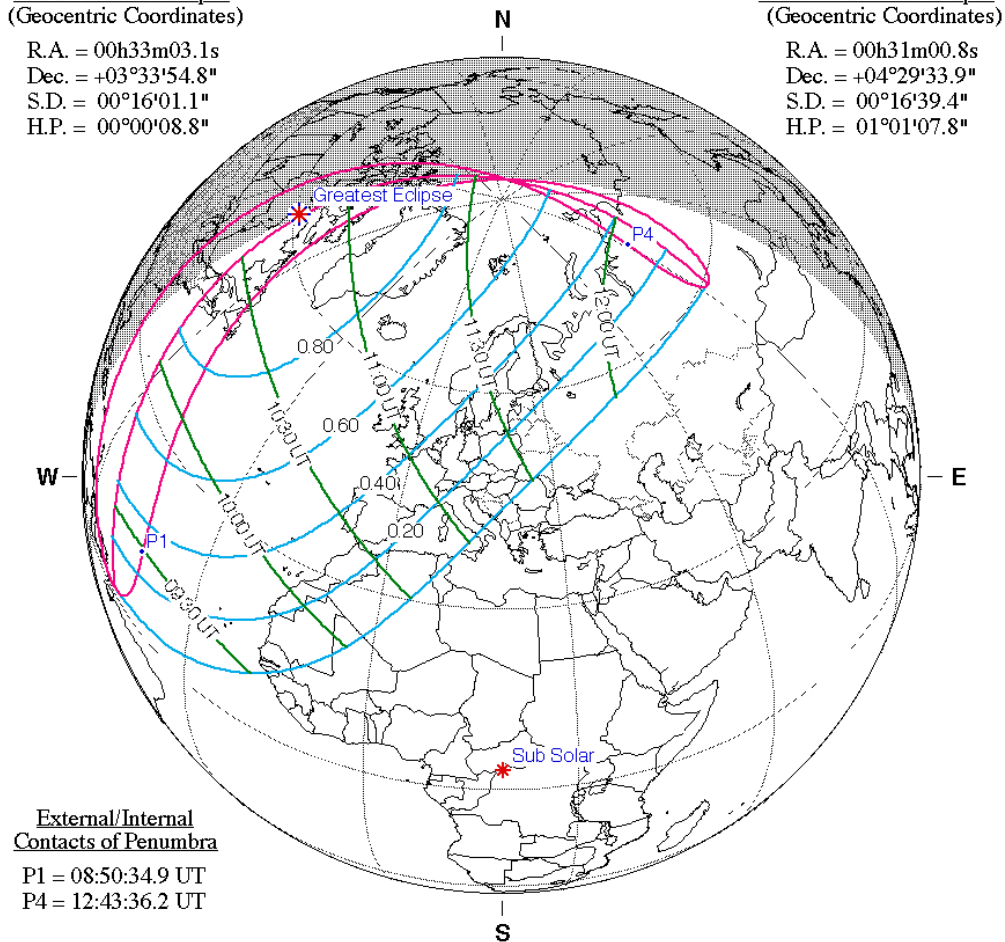 (Geocentric Coordinates)
R.A. = 00h33m03.1s
Dec. = +03°33'54.8"
S.D. = 00°16'01.1"
H.P. = 00°00'08.8"
N
(Geocentric Coordinates)
R.A. = 00h31m00.8s
Dec. = +04°29'33.9"
S.D. = 00°16'39.4"
H.P. = 01°01'07.8"
Greatest Eclipse
P4
0.80
11:00 UT
11:30 UT
12:00 UT
10:30 UT
0.60
W
E
0.40
10:00 UT
0.20
P1
09:30 UT
Sub Solar
External/Internal
Contacts of Penumbra
P1 = 08:50:34.9 UT
P4 = 12:43:36.2 UT
S